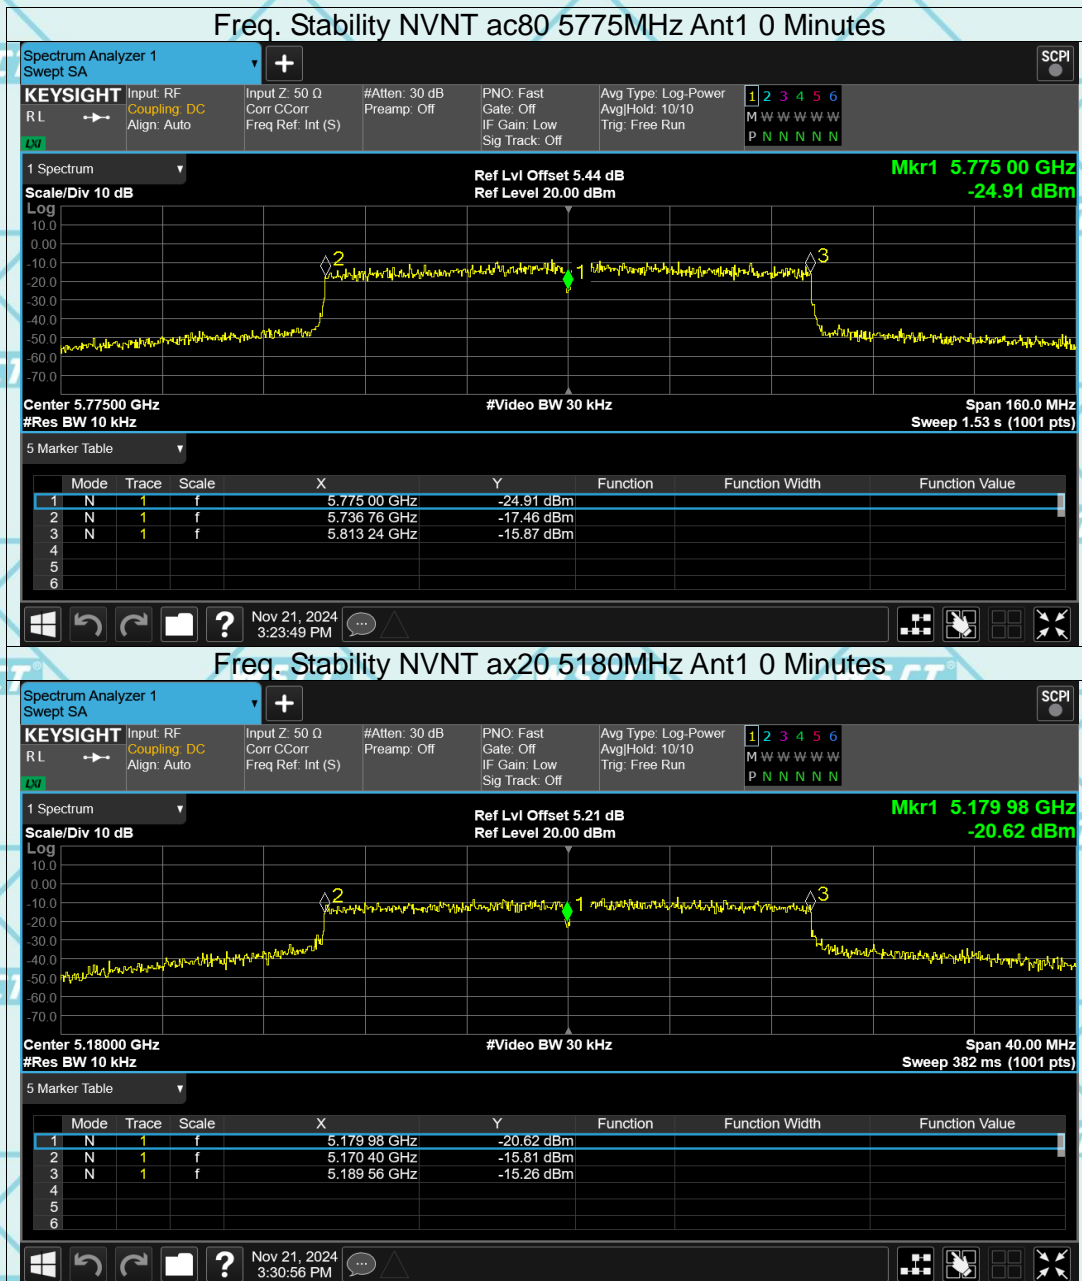 Freq. Stability NVNT ac80 5775MHz Ant1 0 Minutes
Spectrum Analyzer 1
Swept SA
+
SCPI
KEYSIGHT Input: RF Input Z: 50 Ω #Atten: 30 dB PNO: Fast Avg Type: Log-Power 1 2 3 4 5 6
RL Coupling: DC Corr CCorr Preamp: Off Gate: Off Avg|Hold: 10/10 M W W W W W
Align: Auto Freq Ref: Int (S) IF Gain: Low Trig: Free Run P N N N N N
LXI Sig Track: Off
1 Spectrum
Ref Lvl Offset 5.44 dB Mkr1 5.775 00 GHz
Scale/Div 10 dB Ref Level 20.00 dBm -24.91 dBm
Log
10.0
0.00
-10.0
-20.0
-30.0
-40.0
-50.0
-60.0
-70.0
2 1 3
Center 5.77500 GHz #Video BW 30 kHz Span 160.0 MHz
#Res BW 10 kHz Sweep 1.53 s (1001 pts)
5 Marker Table
Mode Trace Scale X Y Function Function Width Function Value
1 N 1 f 5.775 00 GHz -24.91 dBm
2 N 1 f 5.736 76 GHz -17.46 dBm
3 N 1 f 5.813 24 GHz -15.87 dBm
4
5
6
? Nov 21, 2024
3:23:49 PM
Freq. Stability NVNT ax20 5180MHz Ant1 0 Minutes
Spectrum Analyzer 1
Swept SA
+
SCPI
KEYSIGHT Input: RF Input Z: 50 Ω #Atten: 30 dB PNO: Fast Avg Type: Log-Power 1 2 3 4 5 6
RL Coupling: DC Corr CCorr Preamp: Off Gate: Off Avg|Hold: 10/10 M W W W W W
Align: Auto Freq Ref: Int (S) IF Gain: Low Trig: Free Run P N N N N N
LXI Sig Track: Off
1 Spectrum
Ref Lvl Offset 5.21 dB Mkr1 5.179 98 GHz
Scale/Div 10 dB Ref Level 20.00 dBm -20.62 dBm
Log
10.0
0.00
-10.0
-20.0
-30.0
-40.0
-50.0
-60.0
-70.0
2 1 3
Center 5.18000 GHz #Video BW 30 kHz Span 40.00 MHz
#Res BW 10 kHz Sweep 382 ms (1001 pts)
5 Marker Table
Mode Trace Scale X Y Function Function Width Function Value
1 N 1 f 5.179 98 GHz -20.62 dBm
2 N 1 f 5.170 40 GHz -15.81 dBm
3 N 1 f 5.189 56 GHz -15.26 dBm
4
5
6
? Nov 21, 2024
3:30:56 PM